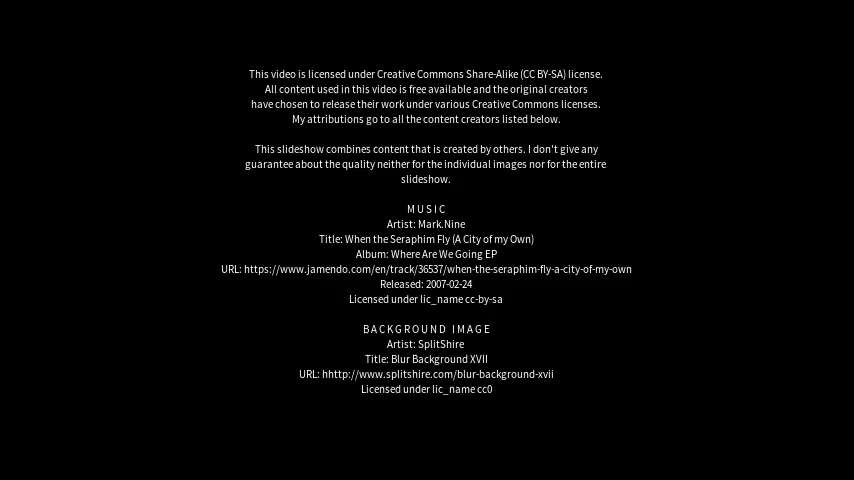 This video is licensed under Creative Commons Share-Alike (CC BY-SA) license.
All content used in this video is free available and the original creators
have chosen to release their work under various Creative Commons licenses.
My attributions go to all the content creators listed below.
This slideshow combines content that is created by others. I don't give any
guarantee about the quality neither for the individual images nor for the entire
slideshow.
M U S I C
Artist: Mark.Nine
Title: When the Seraphim Fly (A City of my Own)
Album: Where Are We Going EP
URL: https://www.jamendo.com/en/track/36537/when-the-seraphim-fly-a-city-of-my-own
Released: 2007-02-24
Licensed under lic_name cc-by-sa
B A C K G R O U N D   I M A G E
Artist: SplitShire
Title: Blur Background XVII
URL: hhttp://www.splitshire.com/blur-background-xvii
Licensed under lic_name cc0